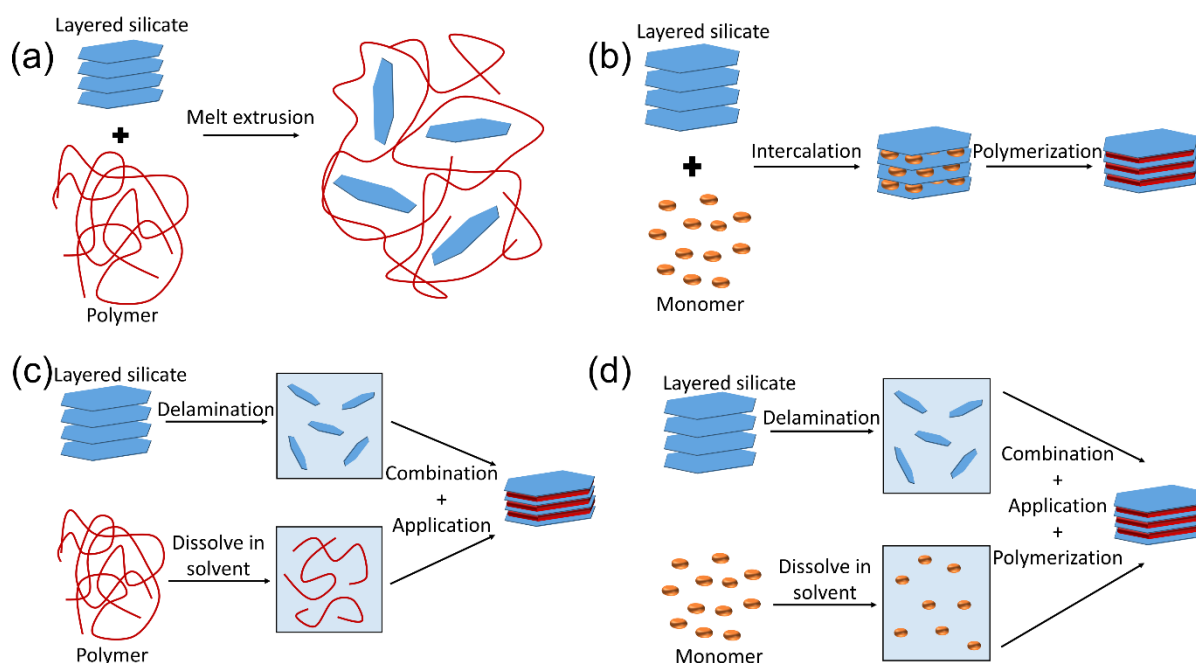 (a)
Layered silicate
+
Melt extrusion
Polymer
(b)
Layered silicate
+
Intercalation
Polymerization
Monomer
(c)
Layered silicate
Delamination
Combination
+
Application
Dissolve in
solvent
Polymer
(d)
Layered silicate
Delamination
Combination
+
Application
+
Polymerization
Dissolve in
solvent
Monomer